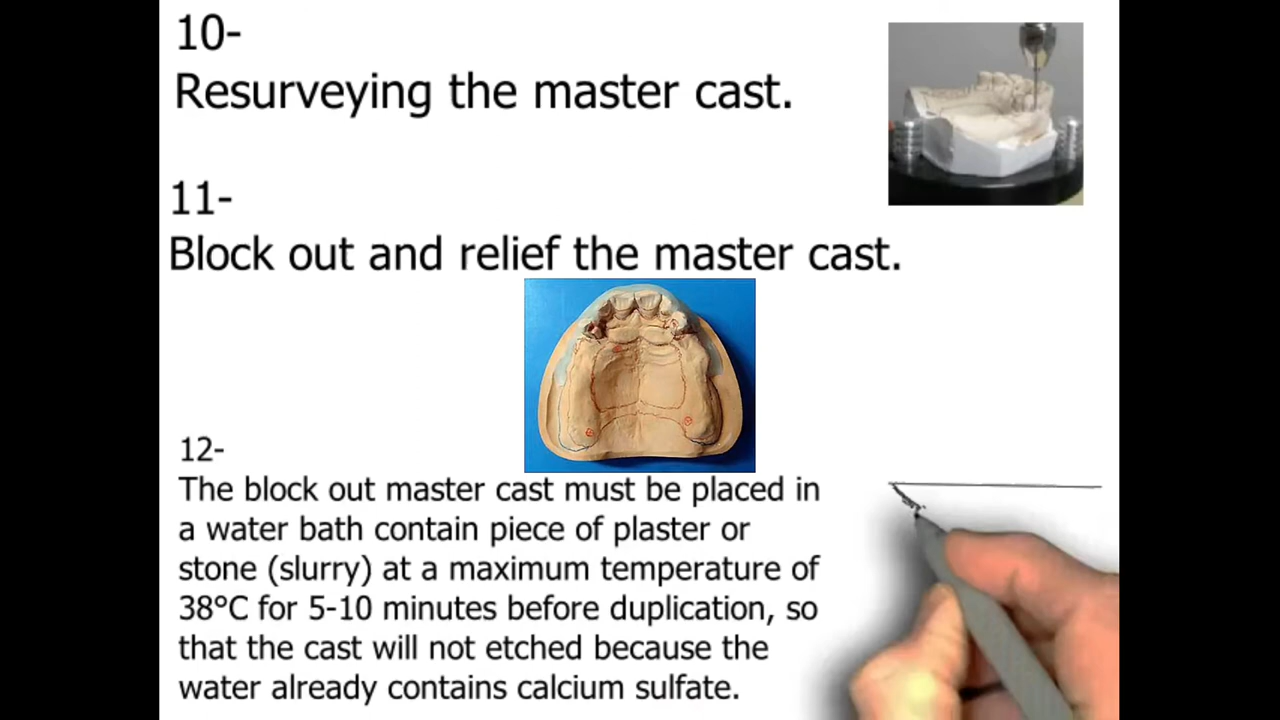 10-
Resurveying the master cast.
11-
Block out and relief the master cast.
12-
The block out master cast must be placed in
a water bath contain piece of plaster or
stone (slurry) at a maximum temperature of
38°C for 5-10 minutes before duplication, so
that the cast will not etched because the
water already contains calcium sulfate.